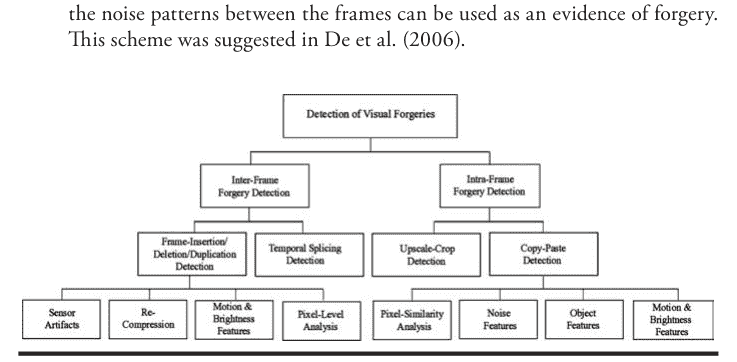 the noise patterns between the frames can be used as an evidence of forgery.
This scheme was suggested in De et al. (2006).
Detection of Visual Forgeries
Inter-Frame
Forgery Detection
Intra-Frame
Forgery Detection
Frame-Insertion/
Deletion/Duplication
Detection
Temporal Splicing
Detection
Upscale-Crop
Detection
Copy-Paste
Detection
Sensor
Artifacts
Re-
Compression
Motion &
Brightness
Features
Pixel-Level
Analysis
Pixel-Similarity
Analysis
Noise
Features
Object
Features
Motion &
Brightness
Features